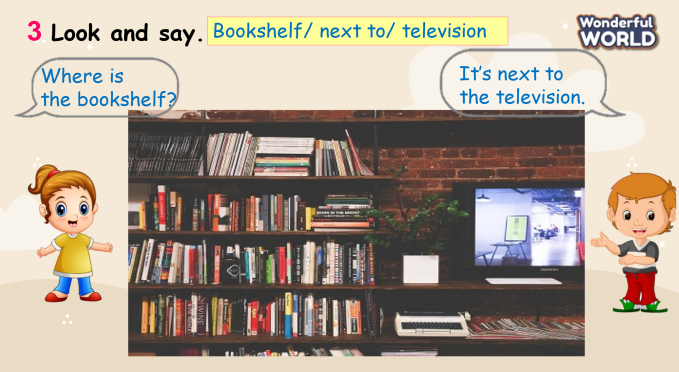 3 Look and say. Bookshelf/ next to/ television
Wonderful
WORLD
Where is
the bookshelf?
It's next to
the television.